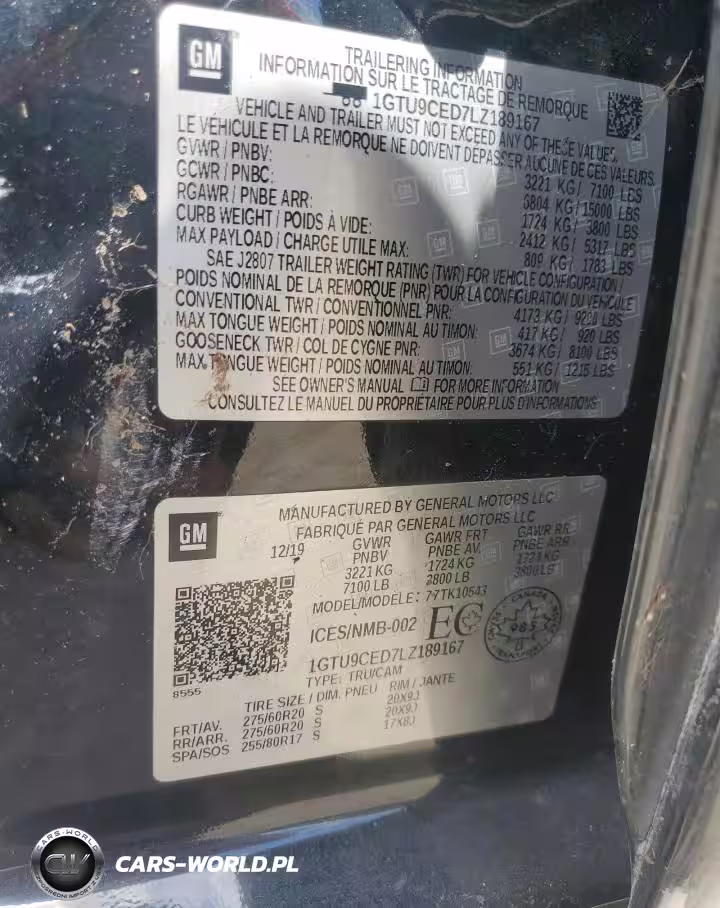 GM
TRAILERING INFORMATION
INFORMATION SUR LE TRACTAGE DE REMORQUE
1GTU9CED7LZ189167
VEHICLE AND TRAILER MUST NOT EXCEED ANY OF THESE VALUES.
LE VÉHICULE ET LA REMORQUE NE DOIVENT DÉPASSER AUCUNE DE CES VALEURS.
GVWR / PNBV: 3221 KG / 7100 LBS
GCWR / PNBC: 6804 KG / 15000 LBS
RGAWR / PNBE ARR: 1724 KG / 3800 LBS
CURB WEIGHT / POIDS À VIDE: 2412 KG / 5317 LBS
MAX PAYLOAD / CHARGE UTILE MAX: 809 KG / 1783 LBS
SAE J2807 TRAILER WEIGHT RATING (TWR) FOR VEHICLE CONFIGURATION /
POIDS NOMINAL DE LA REMORQUE (PNR) POUR LA CONFIGURATION DU VÉHICULE
CONVENTIONAL TWR / CONVENTIONNEL PNR: 4173 KG / 9200 LBS
MAX TONGUE WEIGHT / POIDS NOMINAL AU TIMON: 417 KG / 920 LBS
GOOSENECK TWR / COL DE CYGNE PNR: 3674 KG / 8100 LBS
MAX TONGUE WEIGHT / POIDS NOMINAL AU TIMON: 551 KG / 1215 LBS
SEE OWNER'S MANUAL FOR MORE INFORMATION
CONSULTEZ LE MANUEL DU PROPRIÉTAIRE POUR PLUS D'INFORMATIONS
GM
MANUFACTURED BY GENERAL MOTORS LLC
FABRIQUÉ PAR GENERAL MOTORS LLC
12/19 GVWR GAWR FRT GAWR RR
PNBV PNBE AV. PNBE ARR
3221 KG 1724 KG 1724 KG
7100 LB 3800 LB 3800 LB
MODEL/MODÈLE: TK10543
ICES/NMB-002 EC CANADA 985
1GTU9CED7LZ189167
TYPE: TRU/CAM
8555
TIRE SIZE / DIM. PNEU RIM / JANTE
FRT/AV. 275/60R20 S 20X9J
RR/ARR. 275/60R20 S 20X9J
SPA/SOS 255/80R17 S 17X8J
CARS-WORLD
CARS-WORLD.PL